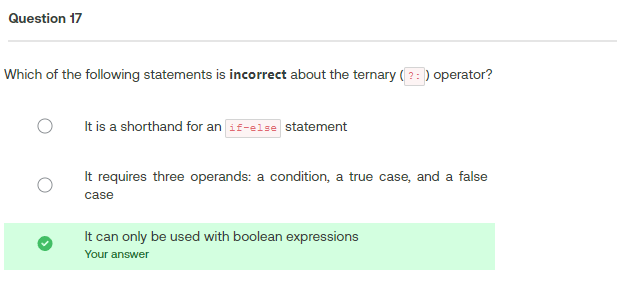 Question 17
Which of the following statements is incorrect about the ternary (?:) operator?
It is a shorthand for an if-else statement
It requires three operands: a condition, a true case, and a false
case
It can only be used with boolean expressions
Your answer